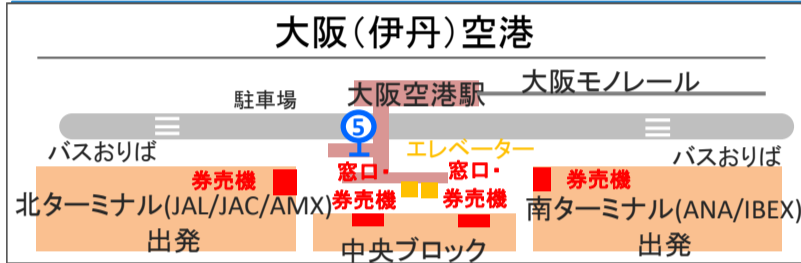 大阪（伊丹）空港
大阪モノレール
大阪空港駅
駐車場
⑤
エレベーター
バスおりば
バスおりば
窓口・
券売機
窓口・
券売機
券売機
券売機
北ターミナル(JAL/JAC/AMX)
出発
中央ブロック
南ターミナル(ANA/IBEX)
出発